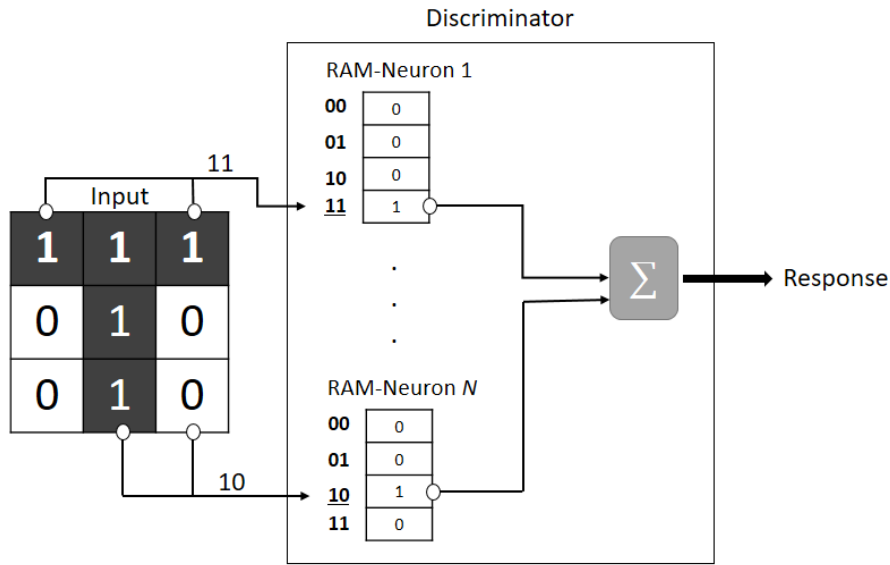 Discriminator
RAM-Neuron 1
00 0
01 0
10 0
11 1
11
Input
1 1 1
0 1 0
0 1 0
.
.
.
∑
Response
RAM-Neuron N
00 0
01 0
10 1
11 0
10